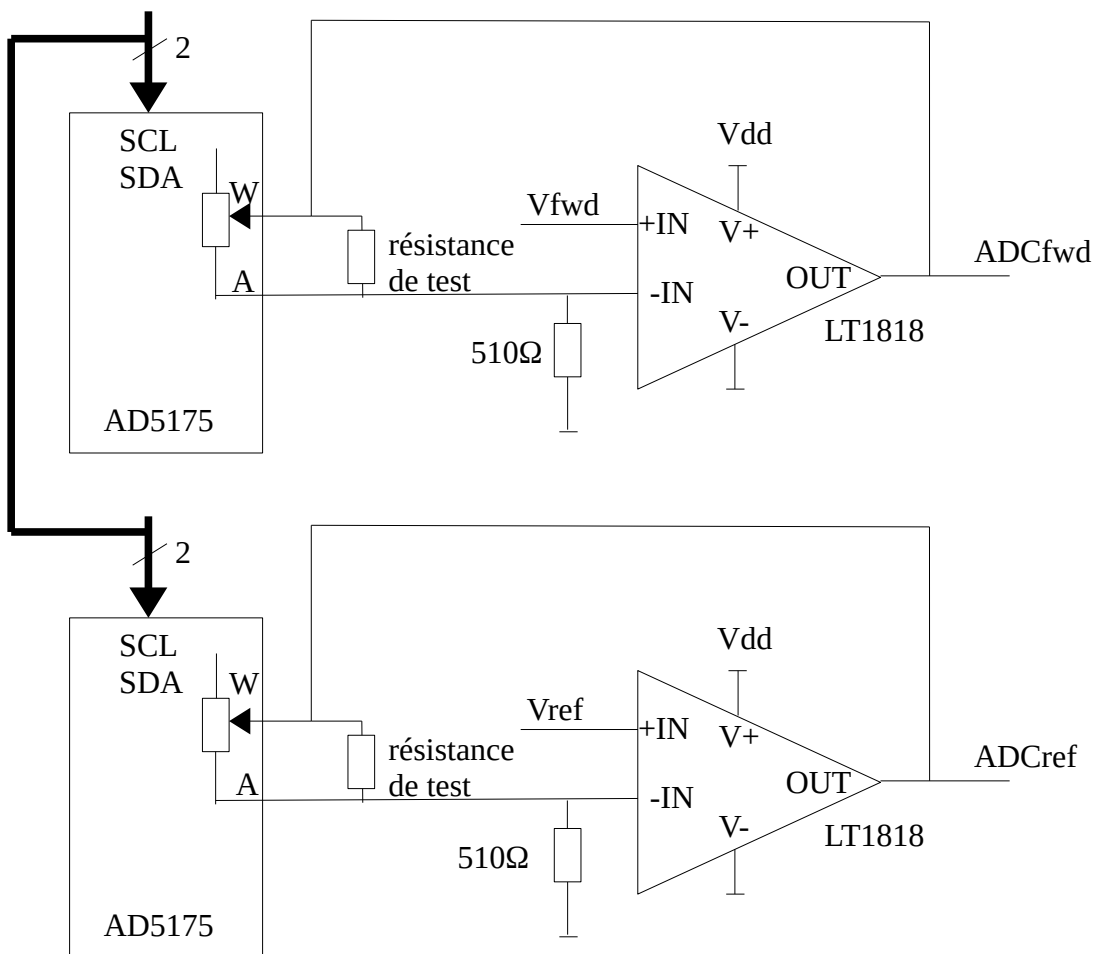 2
SCL
SDA
W
A
AD5175
résistance
de test
510Ω
Vfwd
+IN
-IN
Vdd
V+
V-
OUT
LT1818
ADCfwd
2
SCL
SDA
W
A
AD5175
résistance
de test
510Ω
Vref
+IN
-IN
Vdd
V+
V-
OUT
LT1818
ADCref